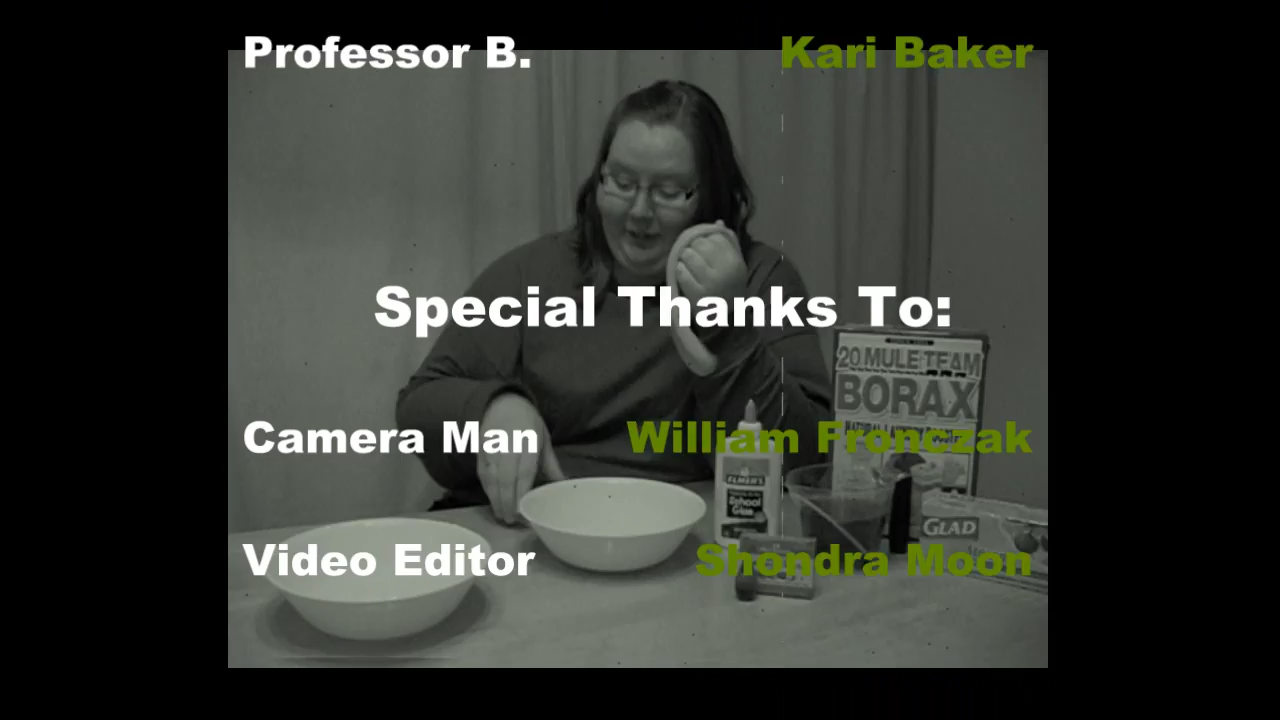 Professor B. Kari Baker
Special Thanks To:
20 MULE TEAM
BORAX
Camera Man William Fronczak
ELMER'S
School
Glue
GLAD
Video Editor Shondra Moon